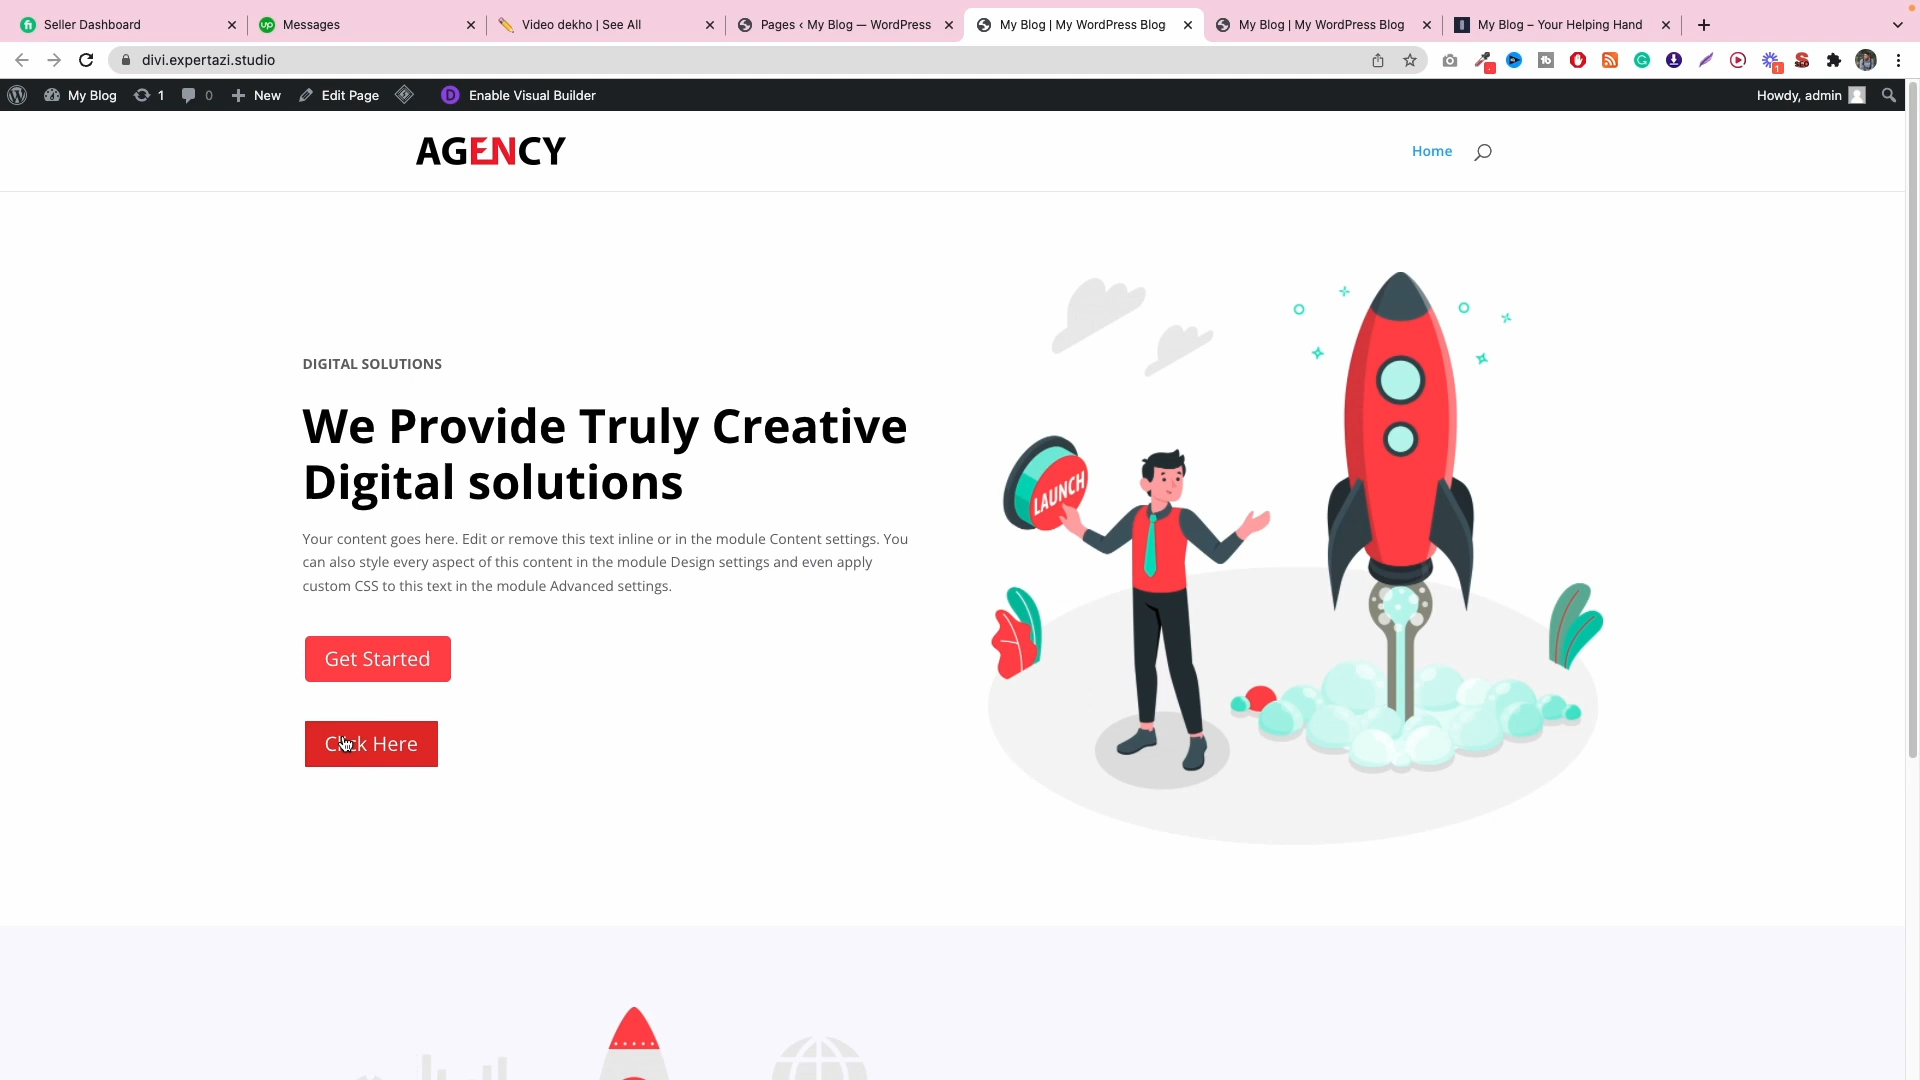 Seller Dashboard
Messages
Video dekho | See All
Pages ‹ My Blog — WordPress
My Blog | My WordPress Blog
My Blog | My WordPress Blog
My Blog – Your Helping Hand
divi.expertazi.studio
My Blog
1
0
New
Edit Page
Enable Visual Builder
Howdy, admin
AGENCY
Home
DIGITAL SOLUTIONS
We Provide Truly Creative
Digital solutions
Your content goes here. Edit or remove this text inline or in the module Content settings. You
can also style every aspect of this content in the module Design settings and even apply
custom CSS to this text in the module Advanced settings.
Get Started
Click Here
LAUNCH